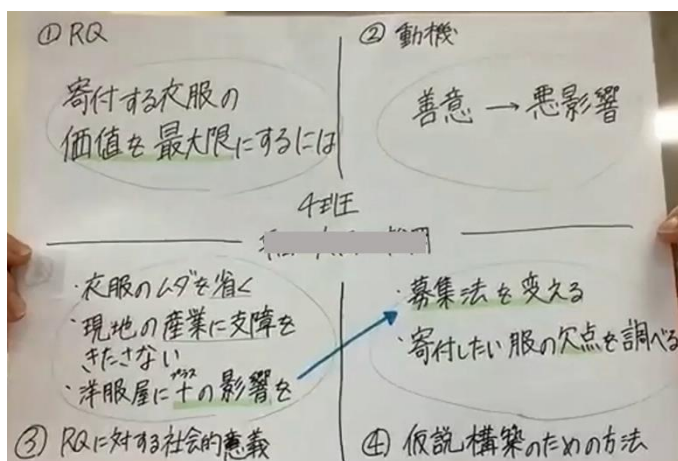 ① RQ
寄付する衣服の
価値を最大限にするには
② 動機
善意 → 悪影響
4班
・衣服のムダを省く
・現地の産業に支障を
きたさない
・洋服屋に+の影響を
プラス
③ RQに対する社会的意義
・募集法を変える
・寄付したい服の欠点を調べる
④ 仮説構築のための方法